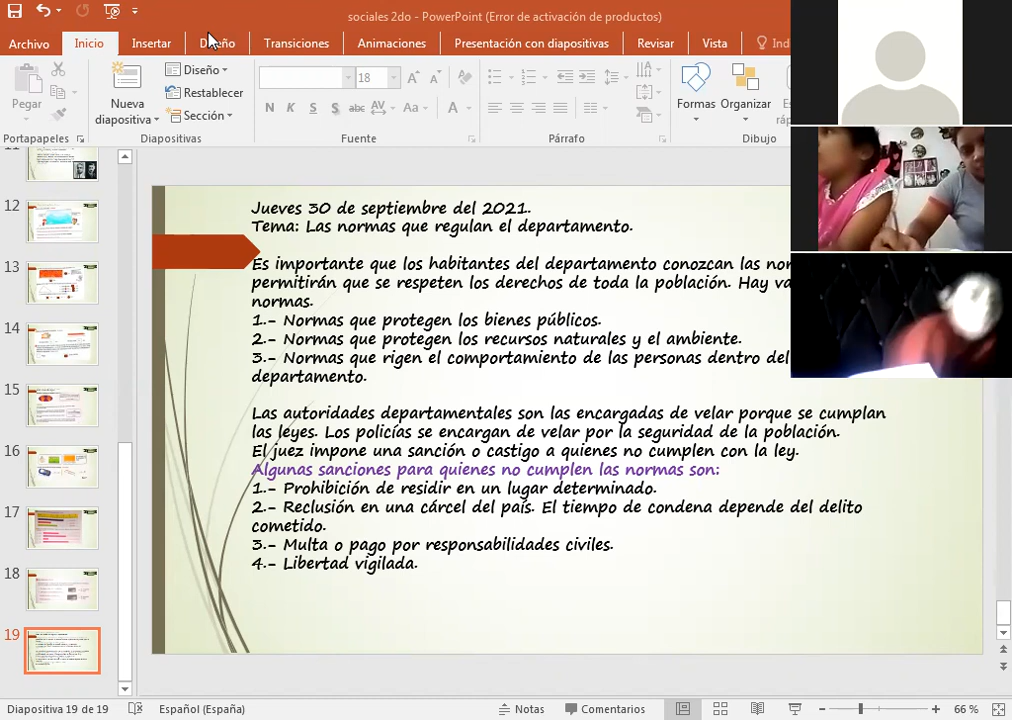 sociales 2do - PowerPoint (Error de activación de productos)
Archivo Inicio Insertar Diseño Transiciones Animaciones Presentación con diapositivas Revisar Vista Ind
Pegar
Nueva diapositiva
Diseño
Restablecer
Sección
18
N K S S abc AV Aa A
Formas
Organizar
Portapapeles Diapositivas Fuente Párrafo Dibujo
12
13
14
15
16
17
18
19
Jueves 30 de septiembre del 2021.
Tema: Las normas que regulan el departamento.
Es importante que los habitantes del departamento conozcan las nor
permitirán que se respeten los derechos de toda la población. Hay va
normas.
1.- Normas que protegen los bienes públicos.
2.- Normas que protegen los recursos naturales y el ambiente.
3.- Normas que rigen el comportamiento de las personas dentro del
departamento.
Las autoridades departamentales son las encargadas de velar porque se cumplan
las leyes. Los policías se encargan de velar por la seguridad de la población.
El juez impone una sanción o castigo a quienes no cumplen con la ley.
Algunas sanciones para quienes no cumplen las normas son:
1.- Prohibición de residir en un lugar determinado.
2.- Reclusión en una cárcel del país. El tiempo de condena depende del delito
cometido.
3.- Multa o pago por responsabilidades civiles.
4.- Libertad vigilada.
Diapositiva 19 de 19 Español (España) Notas Comentarios 66 %